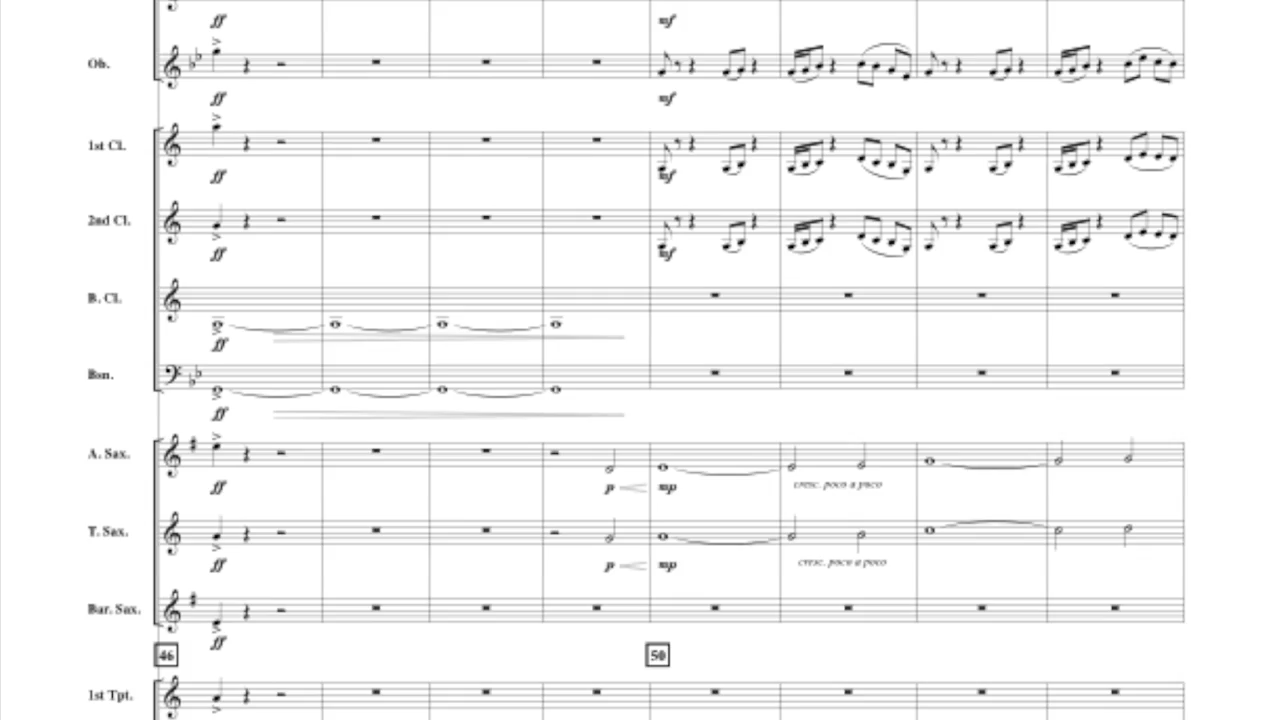 ff mf
Ob.
ff mf
1st Cl.
ff mf
2nd Cl.
ff mf
B. Cl.
ff
Bsn.
ff
A. Sax.
ff p mp cresc. poco a poco
T. Sax.
ff p mp cresc. poco a poco
Bar. Sax.
ff
46 50
1st Tpt.